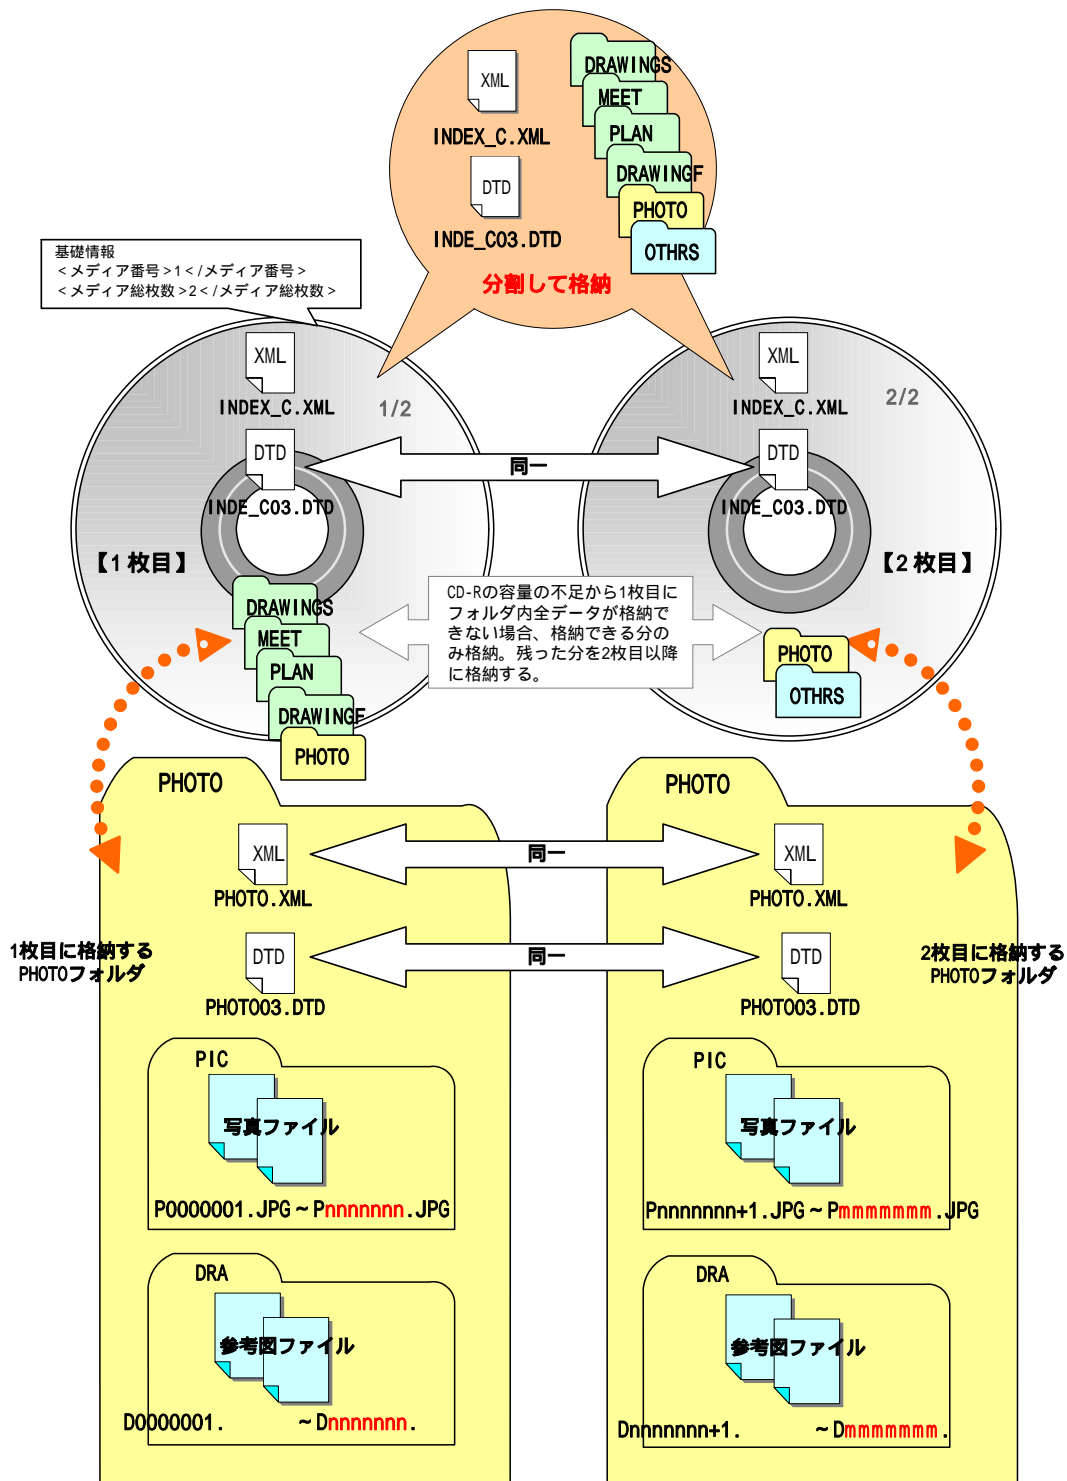 XML
INDEX_C.XML
DTD
INDE_C03.DTD
DRAWINGS
MEET
PLAN
DRAWINGF
PHOTO
OTHRS
分割して格納
基礎情報
<メディア番号>1</メディア番号>
<メディア総枚数>2</メディア総枚数>
XML
INDEX_C.XML
1/2
DTD
INDE_C03.DTD
【1枚目】
DRAWINGS
MEET
PLAN
DRAWINGF
PHOTO
同一
XML
INDEX_C.XML
2/2
DTD
INDE_C03.DTD
【2枚目】
PHOTO
OTHRS
CD-Rの容量の不足から1枚目に
フォルダ内全データが格納で
きない場合、格納できる分の
み格納。残った分を2枚目以降
に格納する。
PHOTO
XML
PHOTO.XML
1枚目に格納する
PHOTOフォルダ
DTD
PHOTO03.DTD
PIC
写真ファイル
P0000001.JPG～Pnnnnnnn.JPG
DRA
参考図ファイル
D0000001. ～Dnnnnnnn.
同一
同一
PHOTO
XML
PHOTO.XML
2枚目に格納する
PHOTOフォルダ
DTD
PHOTO03.DTD
PIC
写真ファイル
Pnnnnnnn+1.JPG～Pmmmmmmm.JPG
DRA
参考図ファイル
Dnnnnnnn+1. ～Dmmmmmmm.